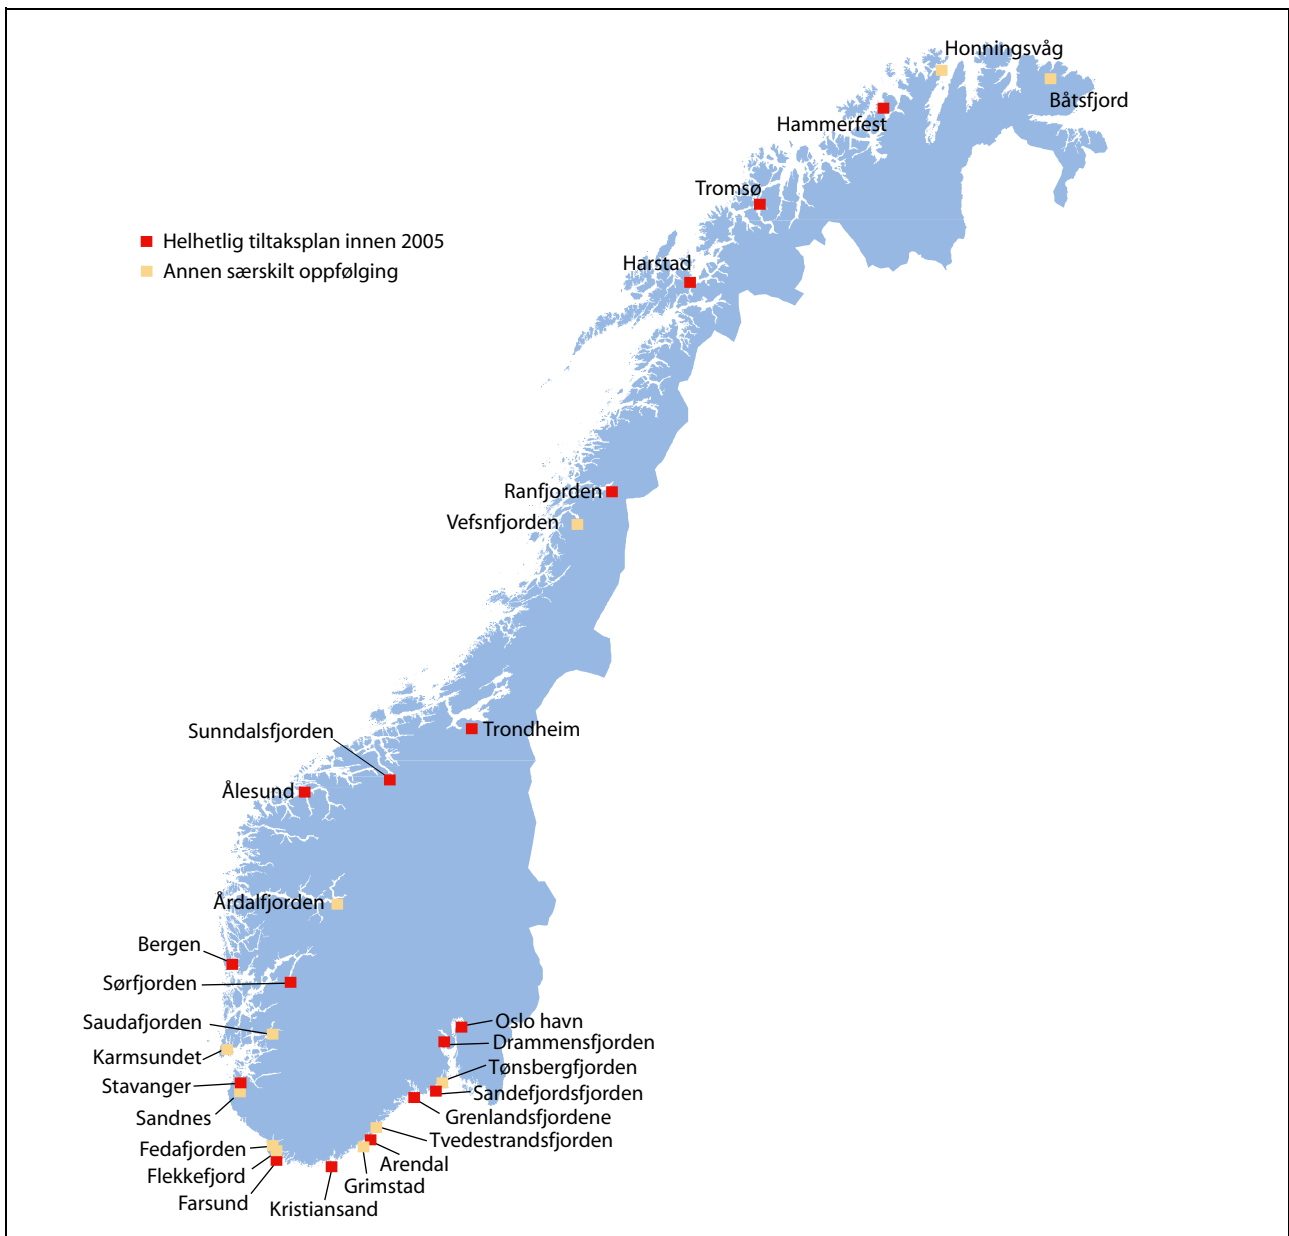 Honningsvåg
Båtsfjord
Hammerfest
Tromsø
Helhetlig tiltaksplan innen 2005
Harstad
Annen særskilt oppfølging
Ranfjorden
Vefsnfjorden
Sunndalsfjorden
Trondheim
Ålesund
Årdalfjorden
Bergen
Sørfjorden
Saudafjorden
Oslo havn
Drammensfjorden
Karmsundet
Tønsbergfjorden
Stavanger
Sandefjordsfjorden
Sandnes
Grenlandsfjordene
Tvedestrandsfjorden
Fedafjorden
Arendal
Flekkefjord
Grimstad
Farsund
Kristiansand